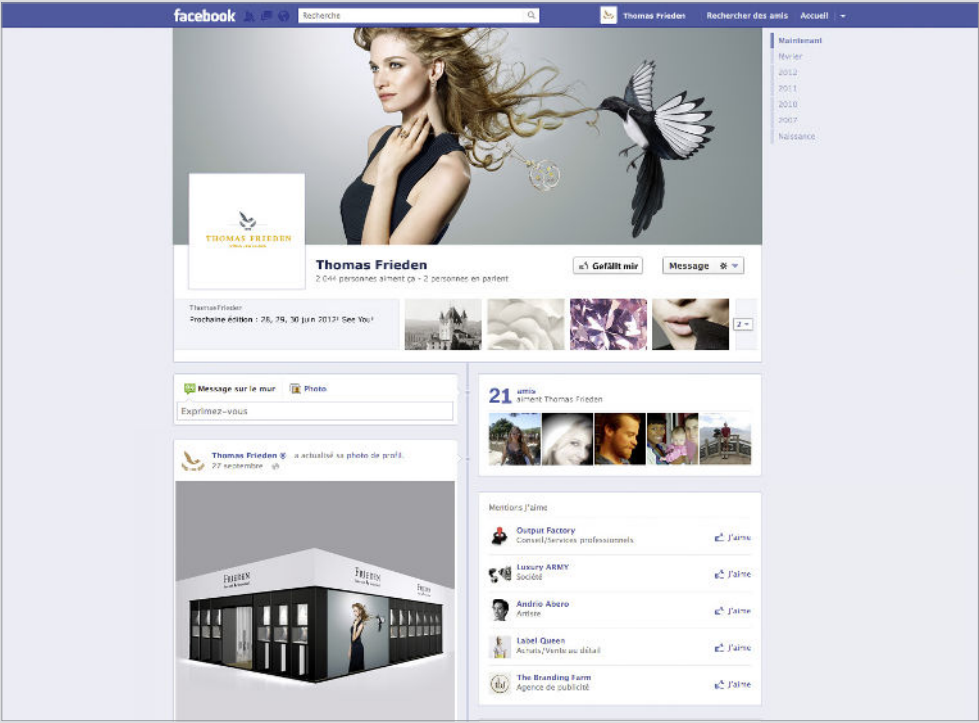 facebook
Recherche
Thomas Frieden
Rechercher des amis
Accueil
Maintenant
février
2012
2011
2010
2007
Naissance
THOMAS FRIEDEN
Thomas Frieden
2 044 personnes aiment ça - 2 personnes en parlent
Gefällt mir
Message
ThomasFrieden
Prochaine édition : 28, 29, 30 juin 2012! See You!
2
Message sur le mur
Photo
Exprimez-vous
21 amis
aiment Thomas Frieden
Thomas Frieden
a actualisé sa photo de profil.
27 septembre
FRIEDEN
FRIEDEN
FRIEDEN
Mentions J'aime
Output Factory
Conseil/Services professionnels
J'aime
Luxury ARMY
Société
J'aime
Andrio Abero
Artiste
J'aime
Label Queen
Achats/Vente au détail
J'aime
The Branding Farm
Agence de publicité
J'aime